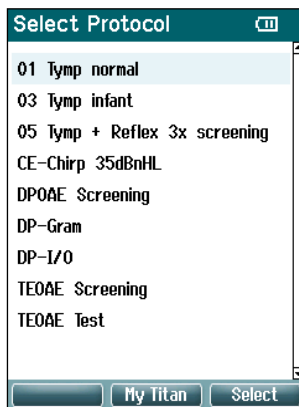 Select Protocol
01 Tymp normal
03 Tymp infant
05 Tymp + Reflex 3x screening
CE-Chirp 35dBnHL
DPOAE Screening
DP-Gram
DP-I/O
TEOAE Screening
TEOAE Test
My Titan Select